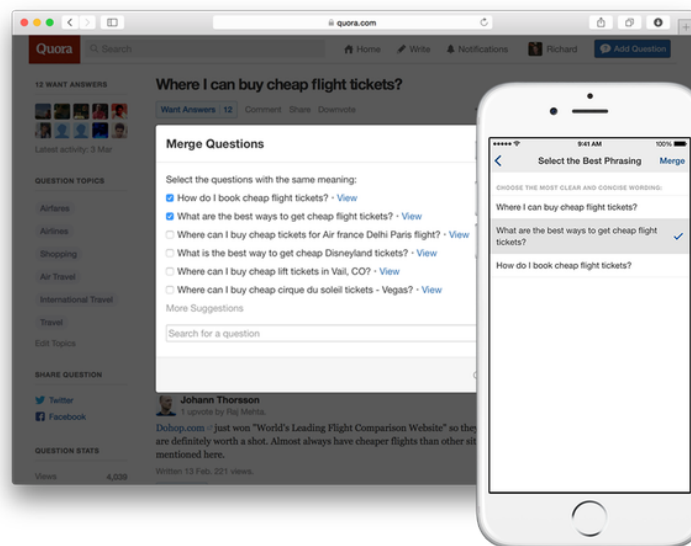 quora.com
Quora
Search
Home
Write
Notifications
Richard
Add Question
12 WANT ANSWERS
Latest activity: 3 Mar
QUESTION TOPICS
Airfares
Airlines
Shopping
Air Travel
International Travel
Travel
Edit Topics
SHARE QUESTION
Twitter
Facebook
QUESTION STATS
Views 4,039
Where I can buy cheap flight tickets?
Want Answers 12 Comment Share Downvote
Merge Questions
Select the questions with the same meaning:
How do I book cheap flight tickets? · View
What are the best ways to get cheap flight tickets? · View
Where can I buy cheap tickets for Air france Delhi Paris flight? · View
What is the best way to get cheap Disneyland tickets? · View
Where can I buy cheap lift tickets in Vail, CO? · View
Where can I buy cheap cirque du soleil tickets - Vegas? · View
More Suggestions
Search for a question
Johann Thorsson
1 upvote by Raj Mehta.
Dohop.com just won "World's Leading Flight Comparison Website" so they
are definitely worth a shot. Almost always have cheaper flights than other sit
mentioned here.
Written 13 Feb. 221 views.
9:41 AM 100%
Select the Best Phrasing Merge
CHOOSE THE MOST CLEAR AND CONCISE WORDING:
Where I can buy cheap flight tickets?
What are the best ways to get cheap flight
tickets?
How do I book cheap flight tickets?